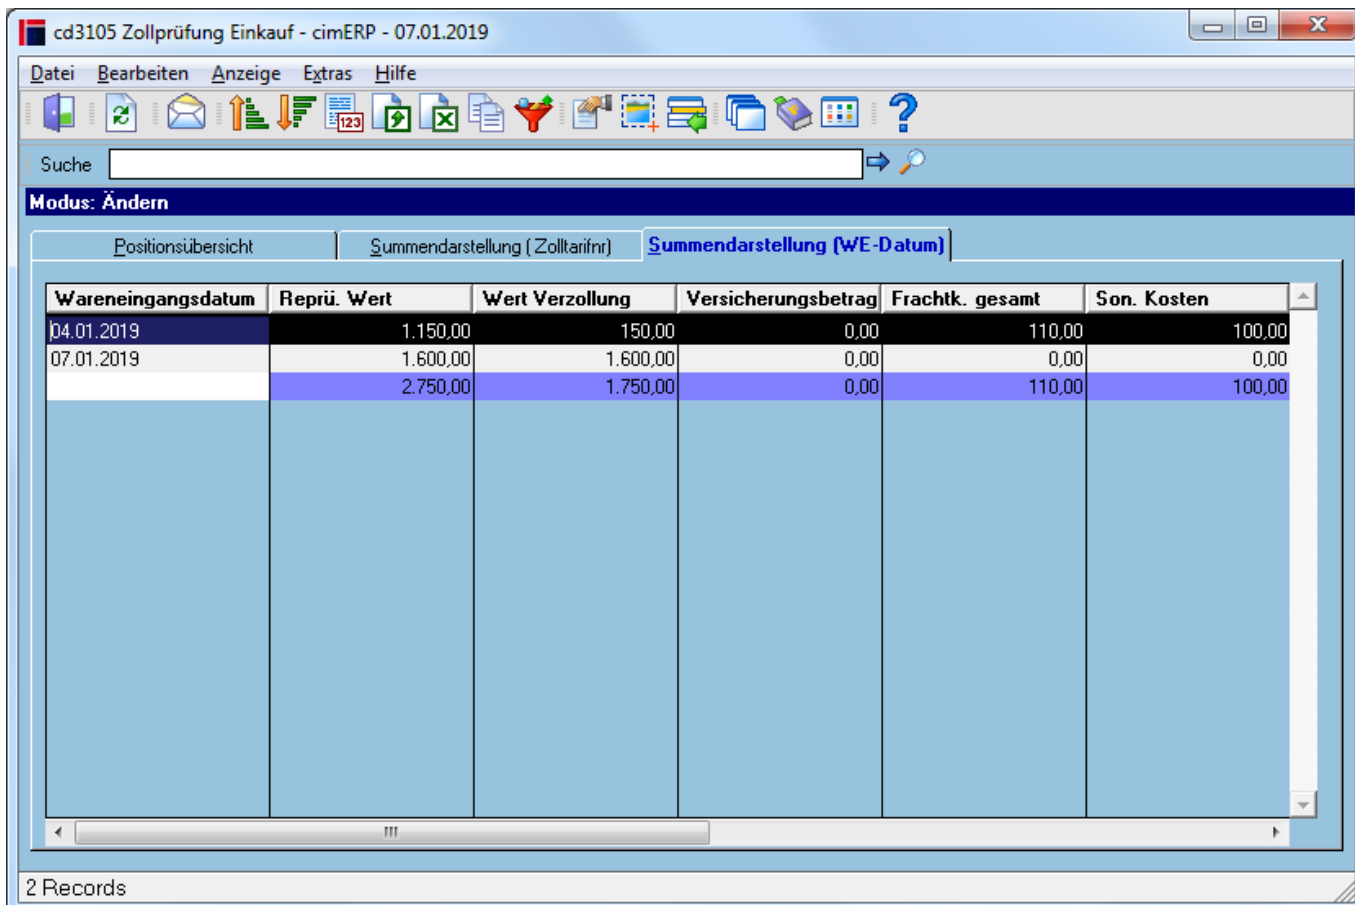 cd3105 Zollprüfung Einkauf - cimERP - 07.01.2019
Datei Bearbeiten Anzeige Extras Hilfe
123
Suche
Modus: Ändern
Positionsübersicht Summendarstellung (Zolltarifnr) Summendarstellung (WE-Datum)
Wareneingangsdatum Reprü. Wert Wert Verzollung Versicherungsbetrag Frachtk. gesamt Son. Kosten
04.01.2019 1.150,00 150,00 0,00 110,00 100,00
07.01.2019 1.600,00 1.600,00 0,00 0,00 0,00
2.750,00 1.750,00 0,00 110,00 100,00
2 Records